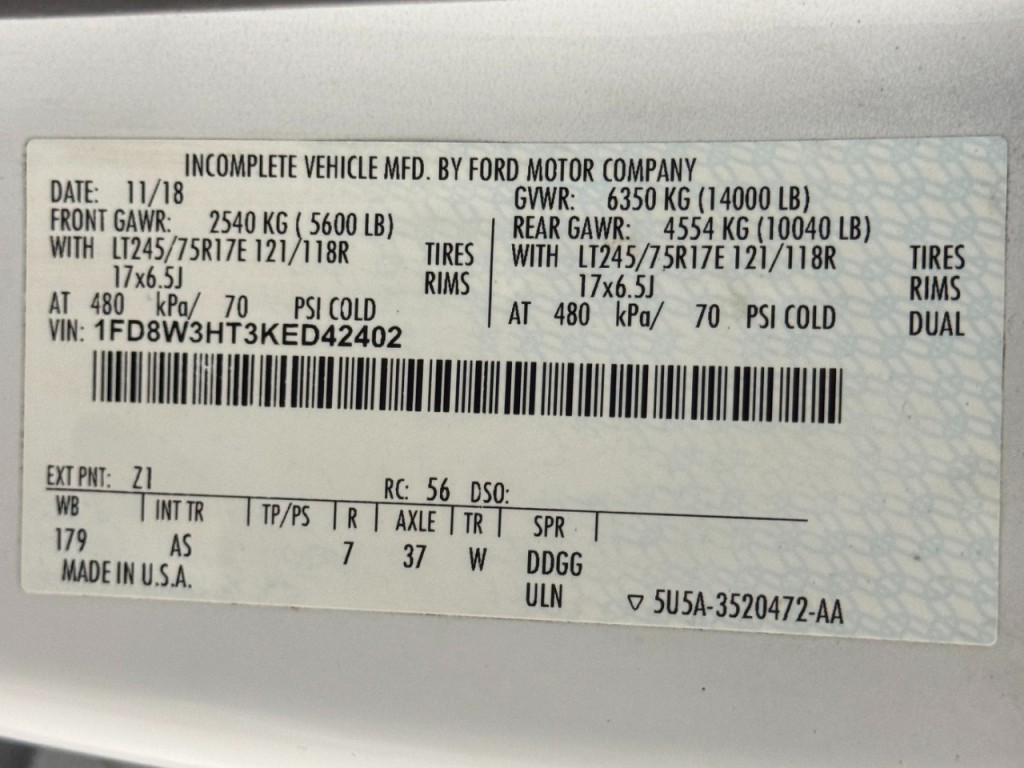 INCOMPLETE VEHICLE MFD. BY FORD MOTOR COMPANY
DATE: 11/18 GVWR: 6350 KG (14000 LB)
FRONT GAWR: 2540 KG ( 5600 LB) REAR GAWR: 4554 KG (10040 LB)
WITH LT245/75R17E 121/118R TIRES WITH LT245/75R17E 121/118R TIRES
17x6.5J RIMS 17x6.5J RIMS
AT 480 kPa/ 70 PSI COLD AT 480 kPa/ 70 PSI COLD DUAL
VIN: 1FD8W3HT3KED42402
EXT PNT: Z1 RC: 56 DSO:
WB INT TR TP/PS R AXLE TR SPR
179 AS 7 37 W DDGG
MADE IN U.S.A. ULN ▽ 5U5A-3520472-AA